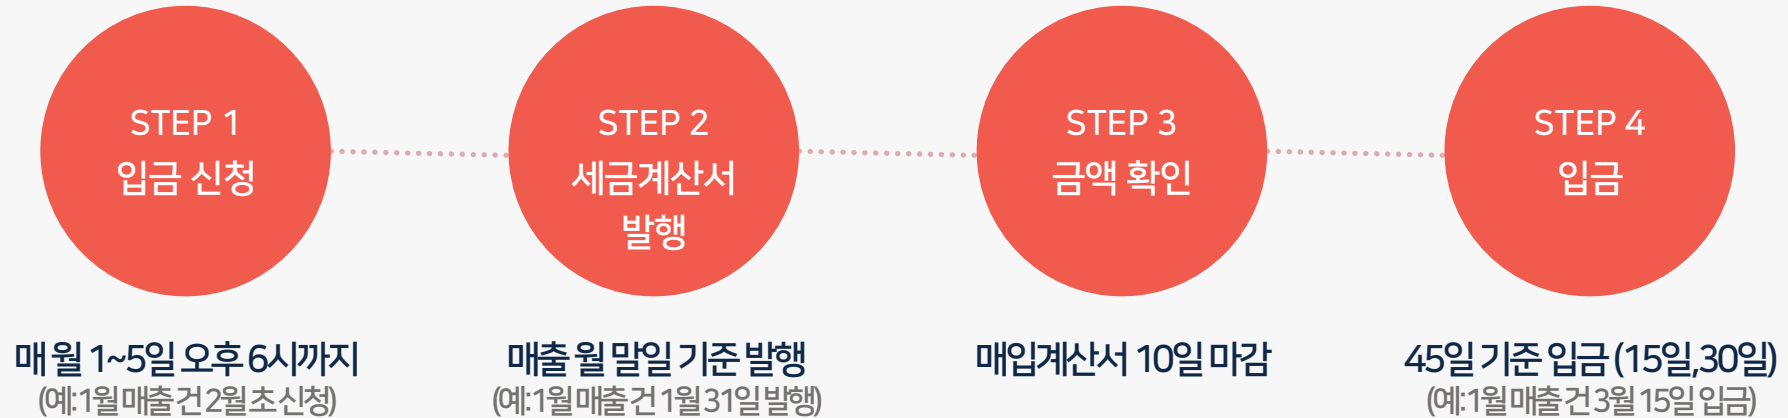 STEP 1
입금 신청
매 월 1~5일 오후 6시까지
(예:1월 매출 건 2월 초 신청)
STEP 2
세금계산서
발행
매출 월 말일 기준 발행
(예:1월 매출 건 1월 31일 발행)
STEP 3
금액 확인
매입계산서 10일 마감
STEP 4
입금
45일 기준 입금 (15일,30일)
(예:1월 매출 건 3월 15일 입금)